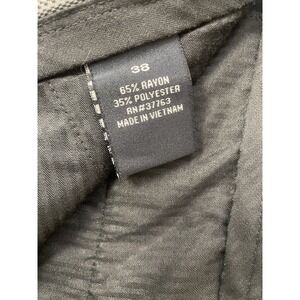 38
65% RAYON
35% POLYESTER
RN#37763
MADE IN VIETNAM